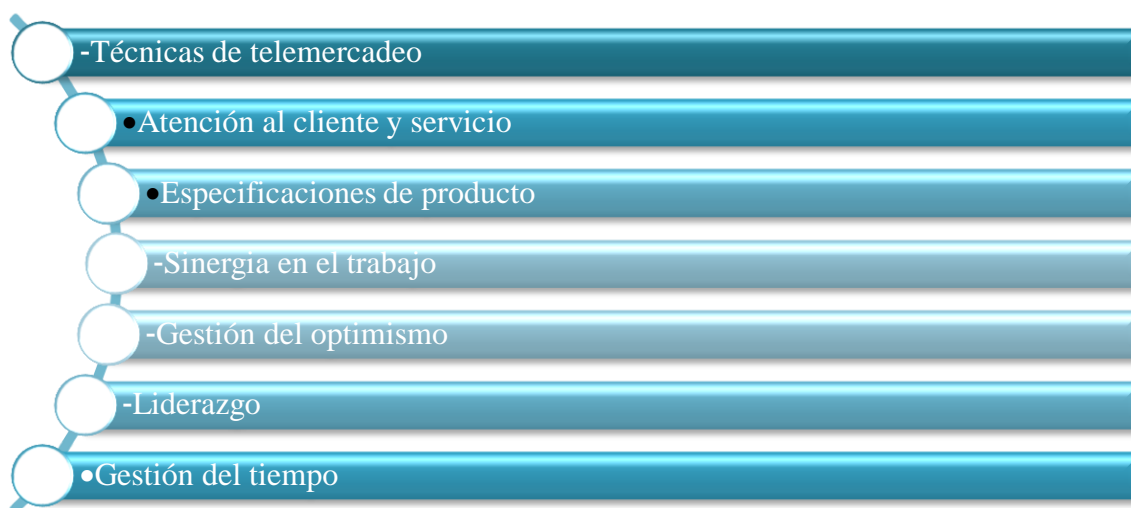 -Técnicas de telemercadeo
•Atención al cliente y servicio
•Especificaciones de producto
-Sinergia en el trabajo
-Gestión del optimismo
-Liderazgo
•Gestión del tiempo